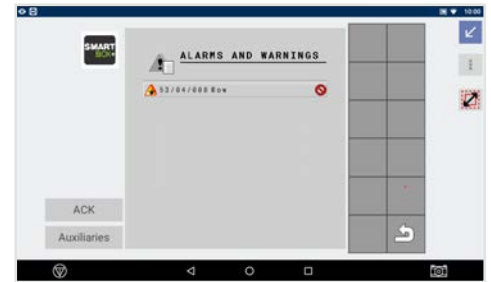 10:00
SMART
BOX+
ALARMS AND WARNINGS
53/04/000 Row
ACK
Auxiliaries